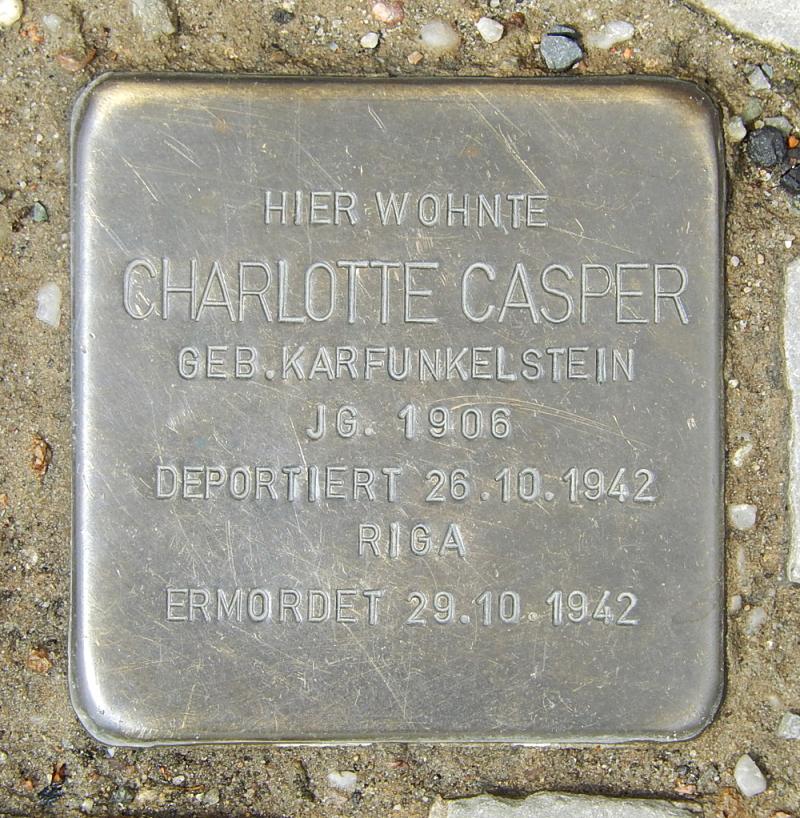 HIER WOHNTE
CHARLOTTE CASPER
GEB. KARFUNKELSTEIN
JG. 1906
DEPORTIERT 26.10.1942
RIGA
ERMORDET 29.10.1942